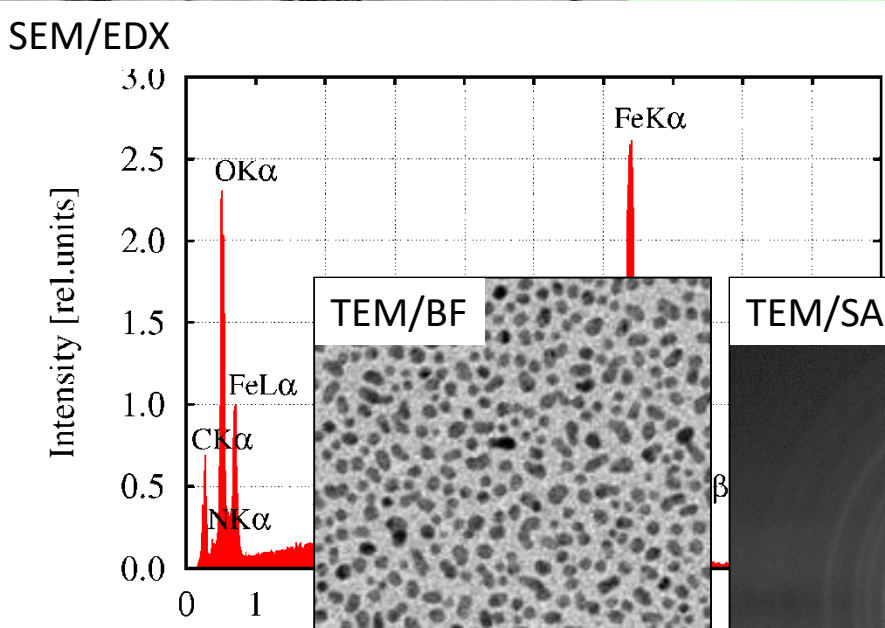 SEM/EDX
3.0
FeKα
2.5
OKα
2.0
TEM/BF
TEM/SA
1.5
FeLα
1.0
CKα
0.5
β
NKα
0.0
0 1
Intensity [rel.units]